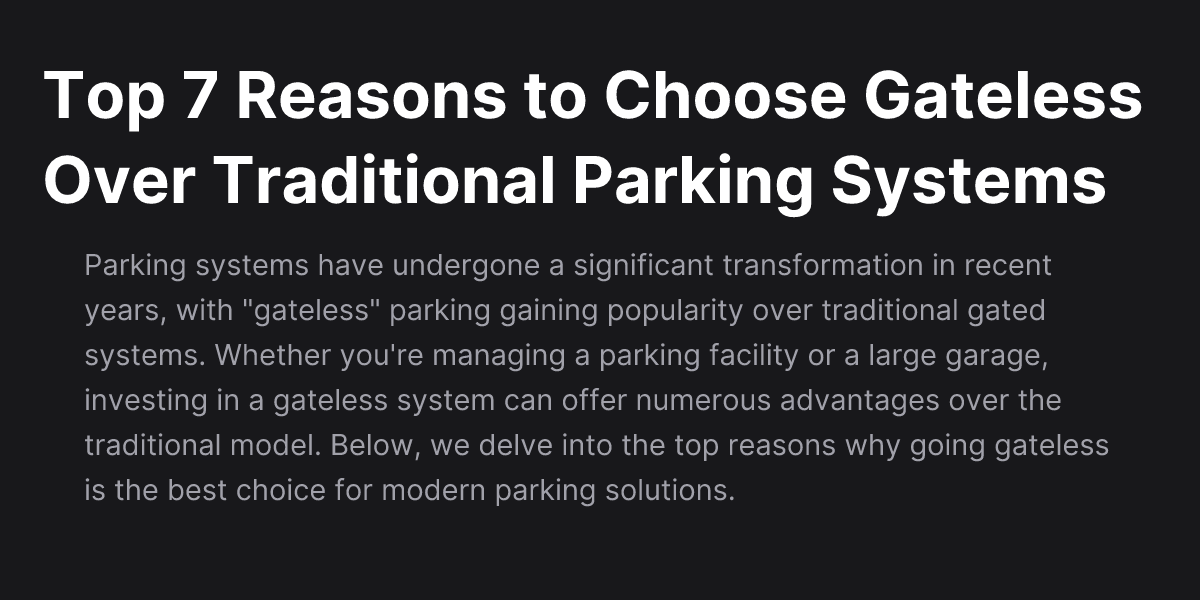 Top 7 Reasons to Choose Gateless
Over Traditional Parking Systems
Parking systems have undergone a significant transformation in recent
years, with "gateless" parking gaining popularity over traditional gated
systems. Whether you're managing a parking facility or a large garage,
investing in a gateless system can offer numerous advantages over the
traditional model. Below, we delve into the top reasons why going gateless
is the best choice for modern parking solutions.